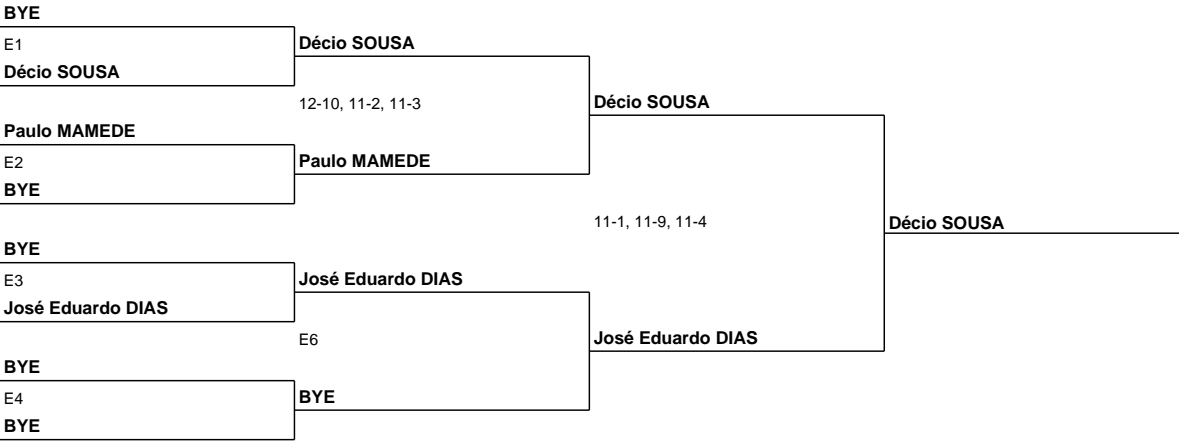 BYE
E1
Décio SOUSA
Décio SOUSA
12-10, 11-2, 11-3
Décio SOUSA
Paulo MAMEDE
E2
Paulo MAMEDE
BYE
11-1, 11-9, 11-4
Décio SOUSA
BYE
E3
José Eduardo DIAS
José Eduardo DIAS
E6
José Eduardo DIAS
BYE
E4
BYE
BYE